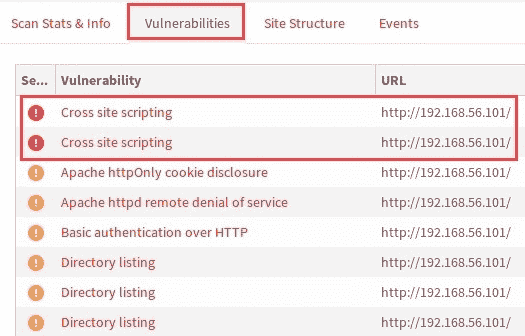 Scan Stats & Info Vulnerabilities Site Structure Events
Se... Vulnerability URL
Cross site scripting http://192.168.56.101/
Cross site scripting http://192.168.56.101/
Apache httpOnly cookie disclosure http://192.168.56.101/
Apache httpd remote denial of service http://192.168.56.101/
Basic authentication over HTTP http://192.168.56.101/
Directory listing http://192.168.56.101/
Directory listing http://192.168.56.101/
Directory listing http://192.168.56.101/